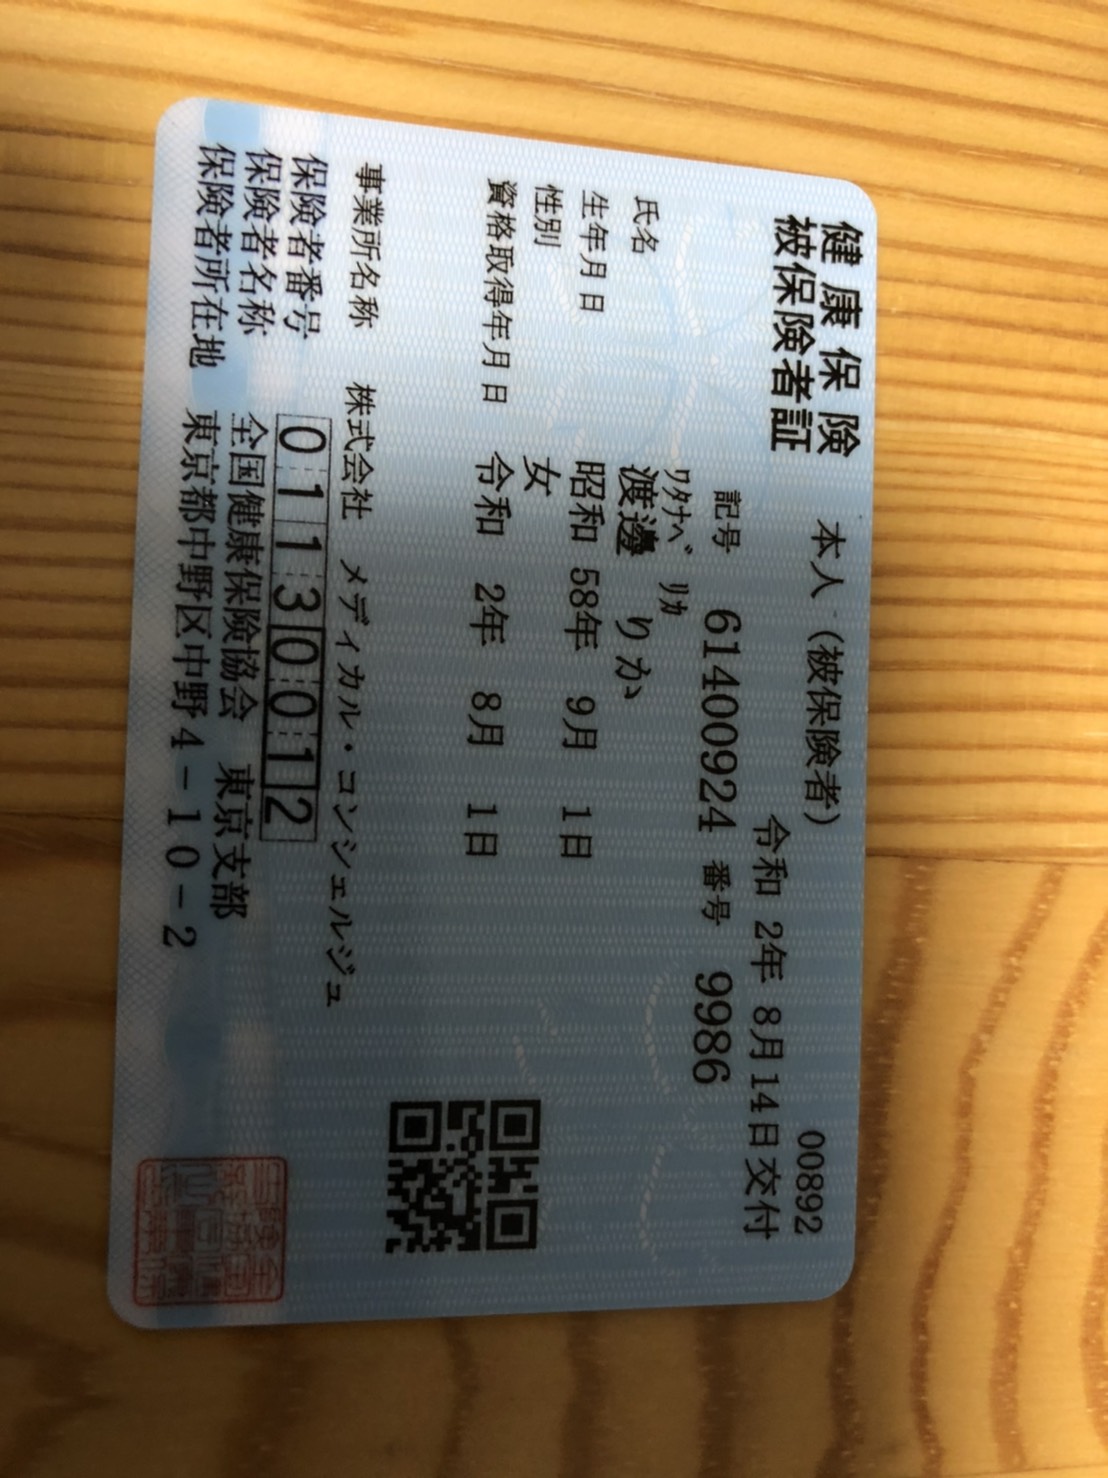 健康保険
被保険者証
本人（被保険者）
00892
令和 2年 8月14日交付
記号 61400924 番号 9986
ﾜﾀﾅﾍﾞ ﾘｶ
氏名 渡邊 りか
生年月日 昭和 58年 9月 1日
性別 女
資格取得年月日 令和 2年 8月 1日
事業所名称 株式会社 メディカル・コンシェルジュ
保険者番号 01130012
保険者名称 全国健康保険協会 東京支部
保険者所在地 東京都中野区中野4-10-2